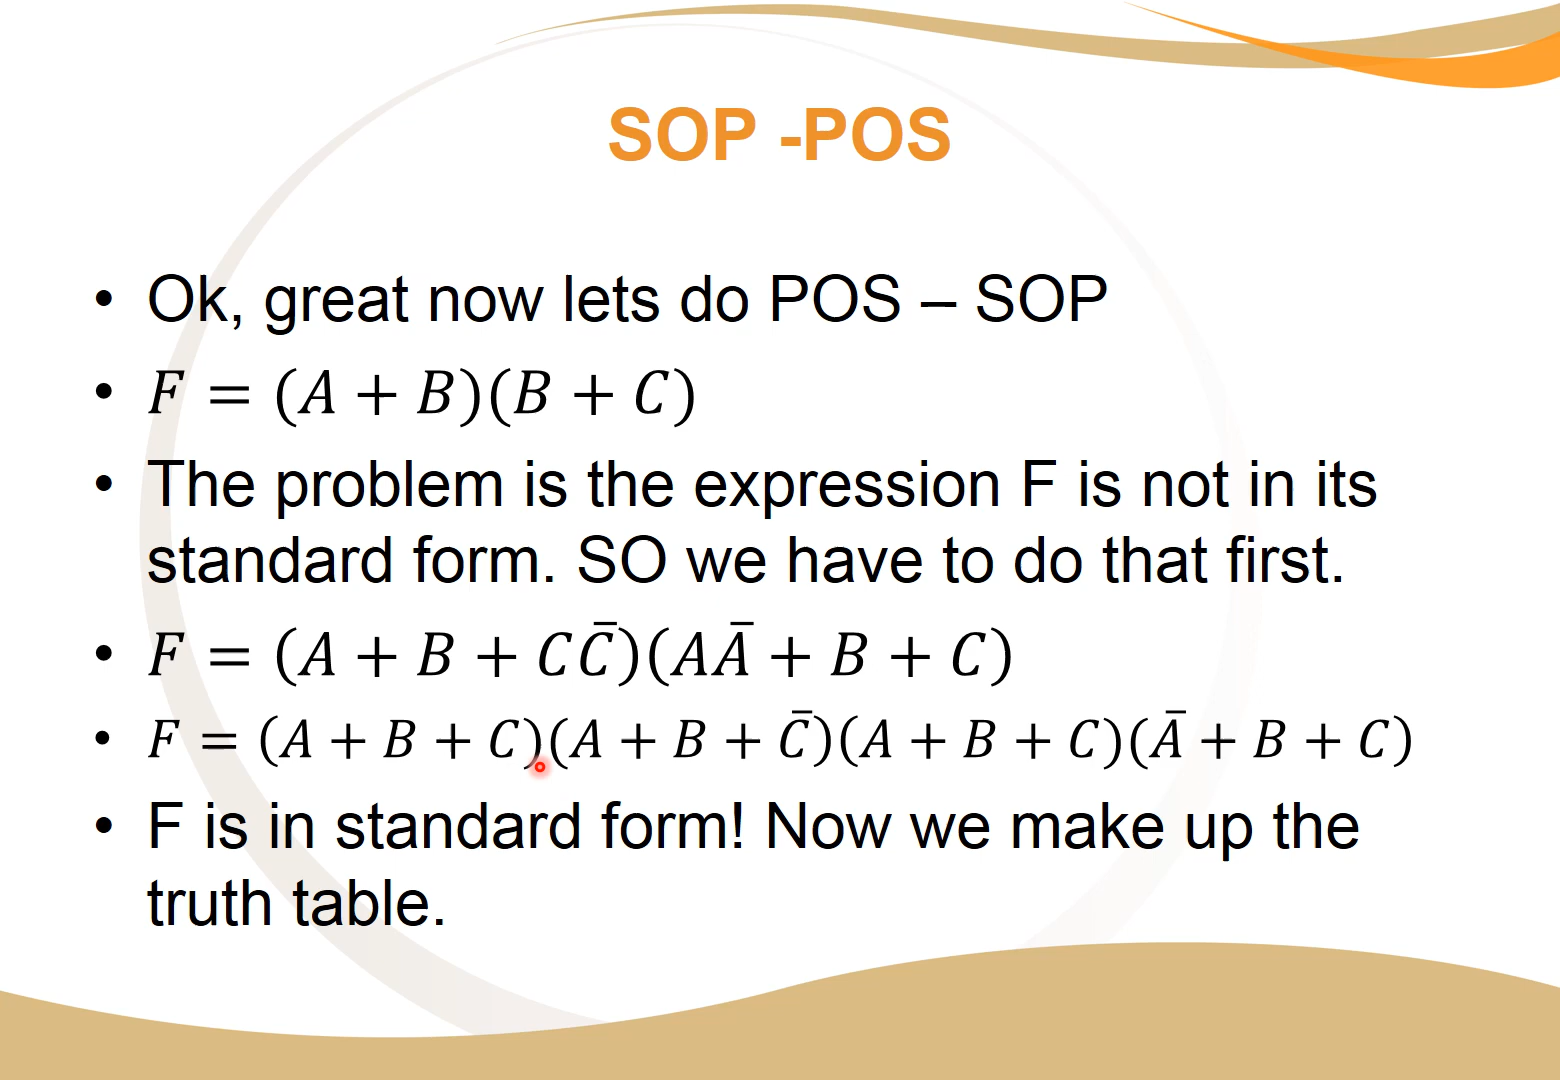 SOP -POS
• Ok, great now lets do POS – SOP
• F = (A + B)(B + C)
• The problem is the expression F is not in its
standard form. SO we have to do that first.
• F = (A + B + CC̄)(AĀ + B + C)
• F = (A + B + C)(A + B + C̄)(A + B + C)(Ā + B + C)
• F is in standard form! Now we make up the
truth table.